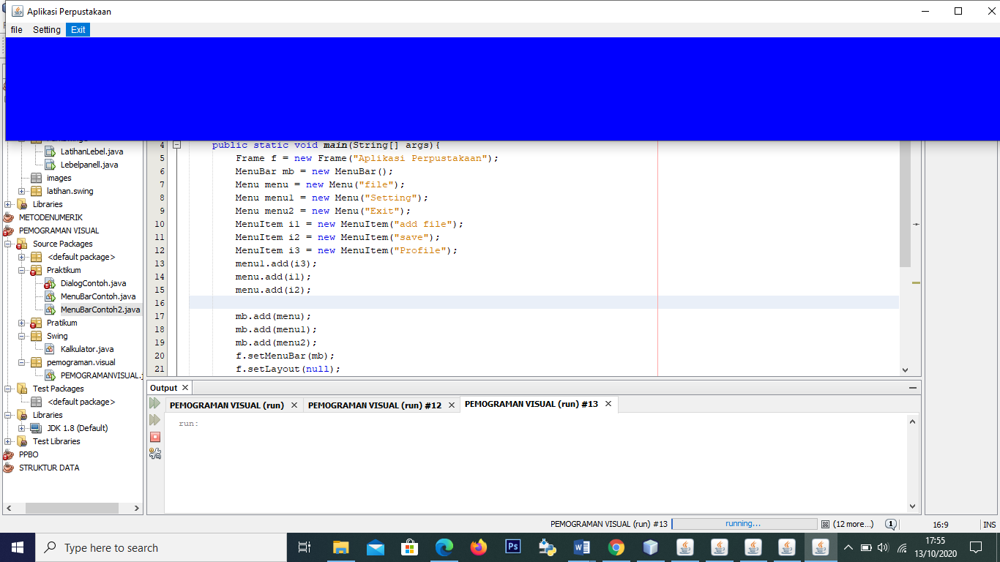 Aplikasi Perpustakaan
file Setting Exit
LatihanLebel.java
Lebelpanell.java
images
latihan.swing
Libraries
METODENUMERIK
PEMOGRAMAN VISUAL
Source Packages
<default package>
Praktikum
DialogContoh.java
MenuBarContoh.java
MenuBarContoh2.java
Pratikum
Swing
Kalkulator.java
pemograman.visual
PEMOGRAMANVISUAL.j
Test Packages
<default package>
Libraries
JDK 1.8 (Default)
Test Libraries
PPBO
STRUKTUR DATA
4 public static void main(String[] args){
5 Frame f = new Frame("Aplikasi Perpustakaan");
6 MenuBar mb = new MenuBar();
7 Menu menu = new Menu("file");
8 Menu menu1 = new Menu("Setting");
9 Menu menu2 = new Menu("Exit");
10 MenuItem i1 = new MenuItem("add file");
11 MenuItem i2 = new MenuItem("save");
12 MenuItem i3 = new MenuItem("Profile");
13 menu1.add(i3);
14 menu.add(i1);
15 menu.add(i2);
16
17 mb.add(menu);
18 mb.add(menu1);
19 mb.add(menu2);
20 f.setMenuBar(mb);
21 f.setLayout(null);
Output
PEMOGRAMAN VISUAL (run) PEMOGRAMAN VISUAL (run) #12 PEMOGRAMAN VISUAL (run) #13
run:
PEMOGRAMAN VISUAL (run) #13 running... (12 more...) 1 16:9 INS
Type here to search
Ps
17:55
13/10/2020